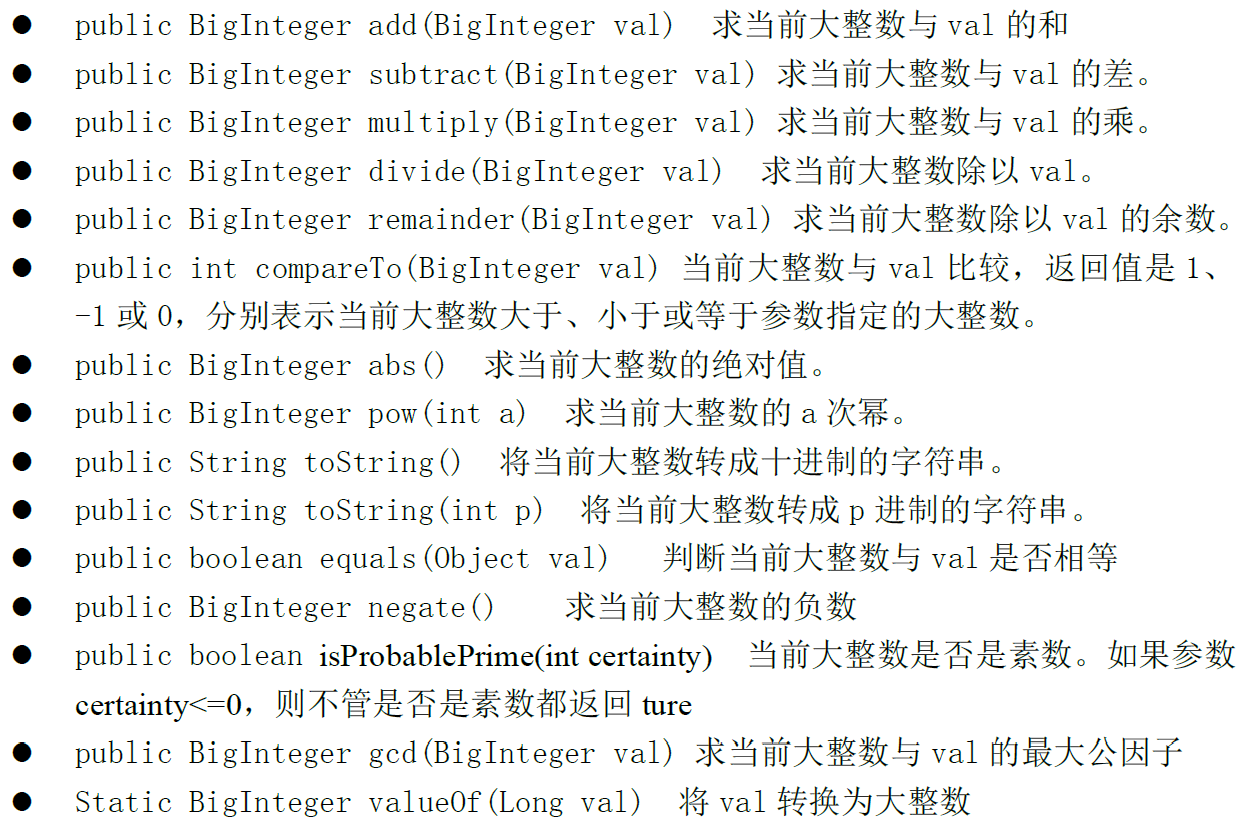 ● public BigInteger add(BigInteger val) 求当前大整数与 val 的和
● public BigInteger subtract(BigInteger val) 求当前大整数与 val 的差。
● public BigInteger multiply(BigInteger val) 求当前大整数与 val 的乘。
● public BigInteger divide(BigInteger val) 求当前大整数除以 val。
● public BigInteger remainder(BigInteger val) 求当前大整数除以 val 的余数。
● public int compareTo(BigInteger val) 当前大整数与 val 比较，返回值是 1、
-1 或 0，分别表示当前大整数大于、小于或等于参数指定的大整数。
● public BigInteger abs() 求当前大整数的绝对值。
● public BigInteger pow(int a) 求当前大整数的 a 次幂。
● public String toString() 将当前大整数转成十进制的字符串。
● public String toString(int p) 将当前大整数转成 p 进制的字符串。
● public boolean equals(Object val) 判断当前大整数与 val 是否相等
● public BigInteger negate() 求当前大整数的负数
● public boolean isProbablePrime(int certainty) 当前大整数是否是素数。如果参数
certainty<=0，则不管是否是素数都返回 ture
● public BigInteger gcd(BigInteger val) 求当前大整数与 val 的最大公因子
● Static BigInteger valueOf(Long val) 将 val 转换为大整数